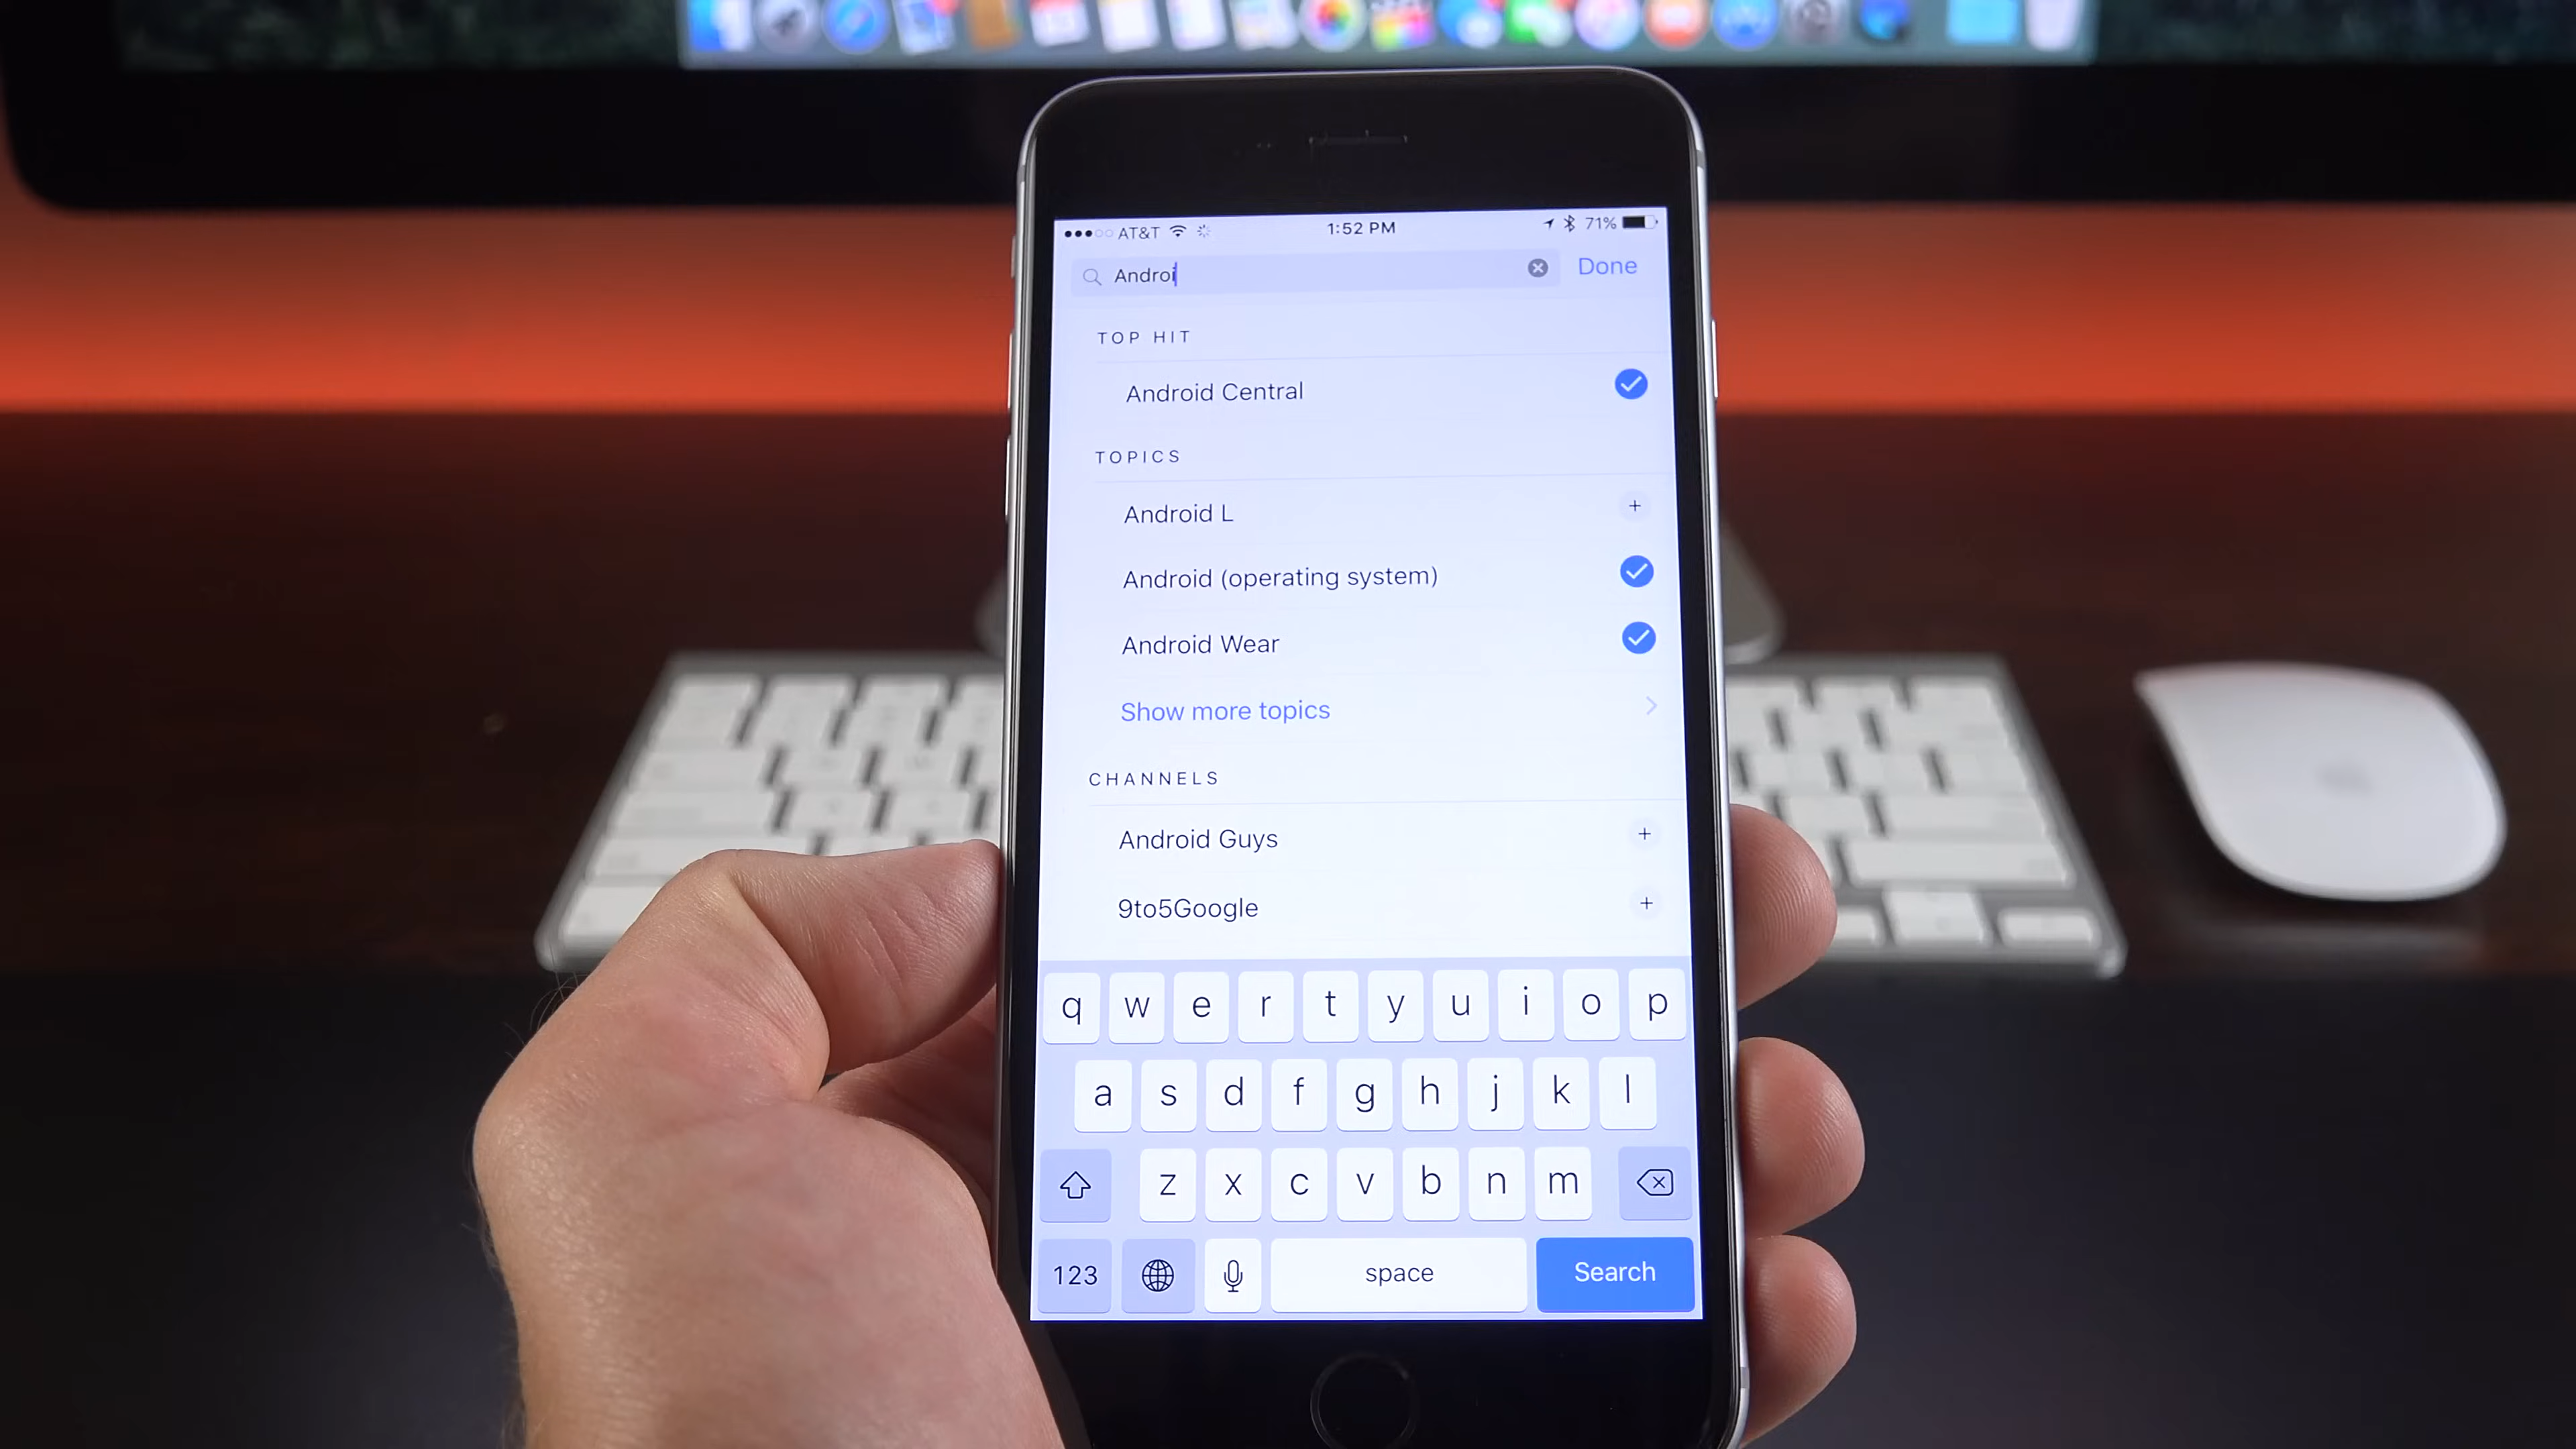 AT&T 1:52 PM 71%
Androi Done
TOP HIT
Android Central
TOPICS
Android L
Android (operating system)
Android Wear
Show more topics
CHANNELS
Android Guys
9to5Google
q w e r t y u i o p
a s d f g h j k l
z x c v b n m
123 space Search